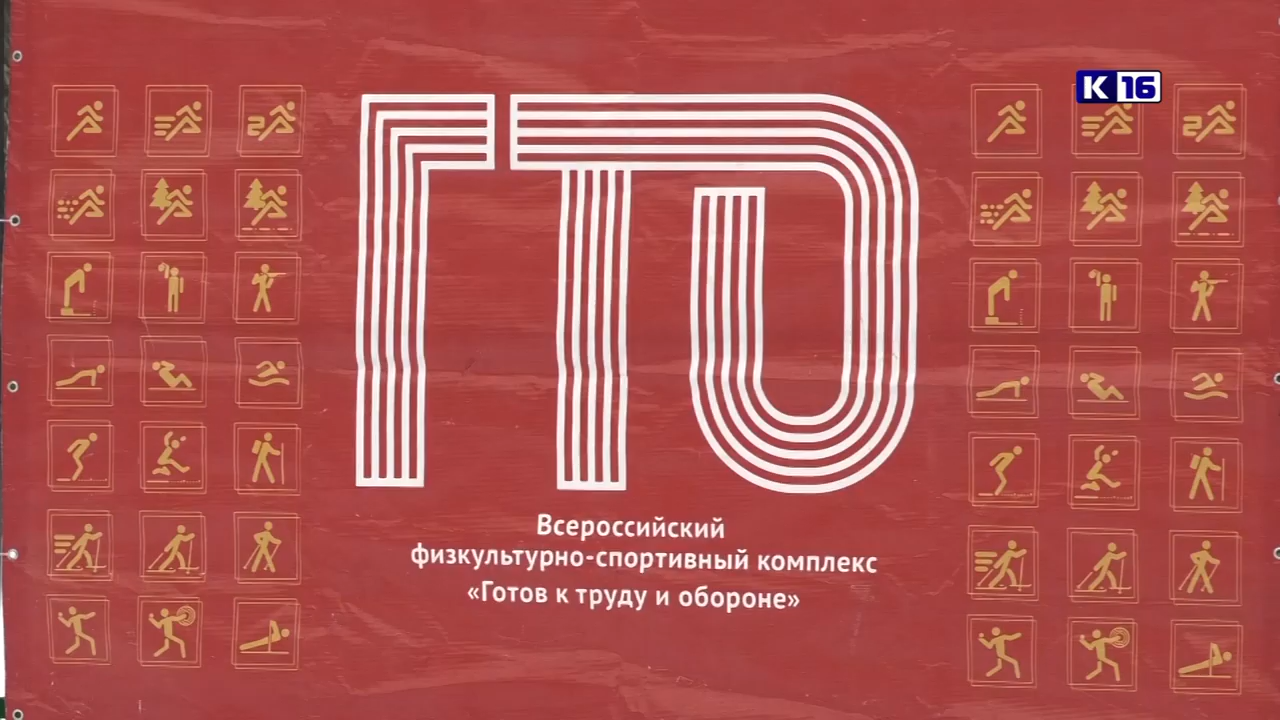 К 16
ГТО
Всероссийский
физкультурно-спортивный комплекс
«Готов к труду и обороне»